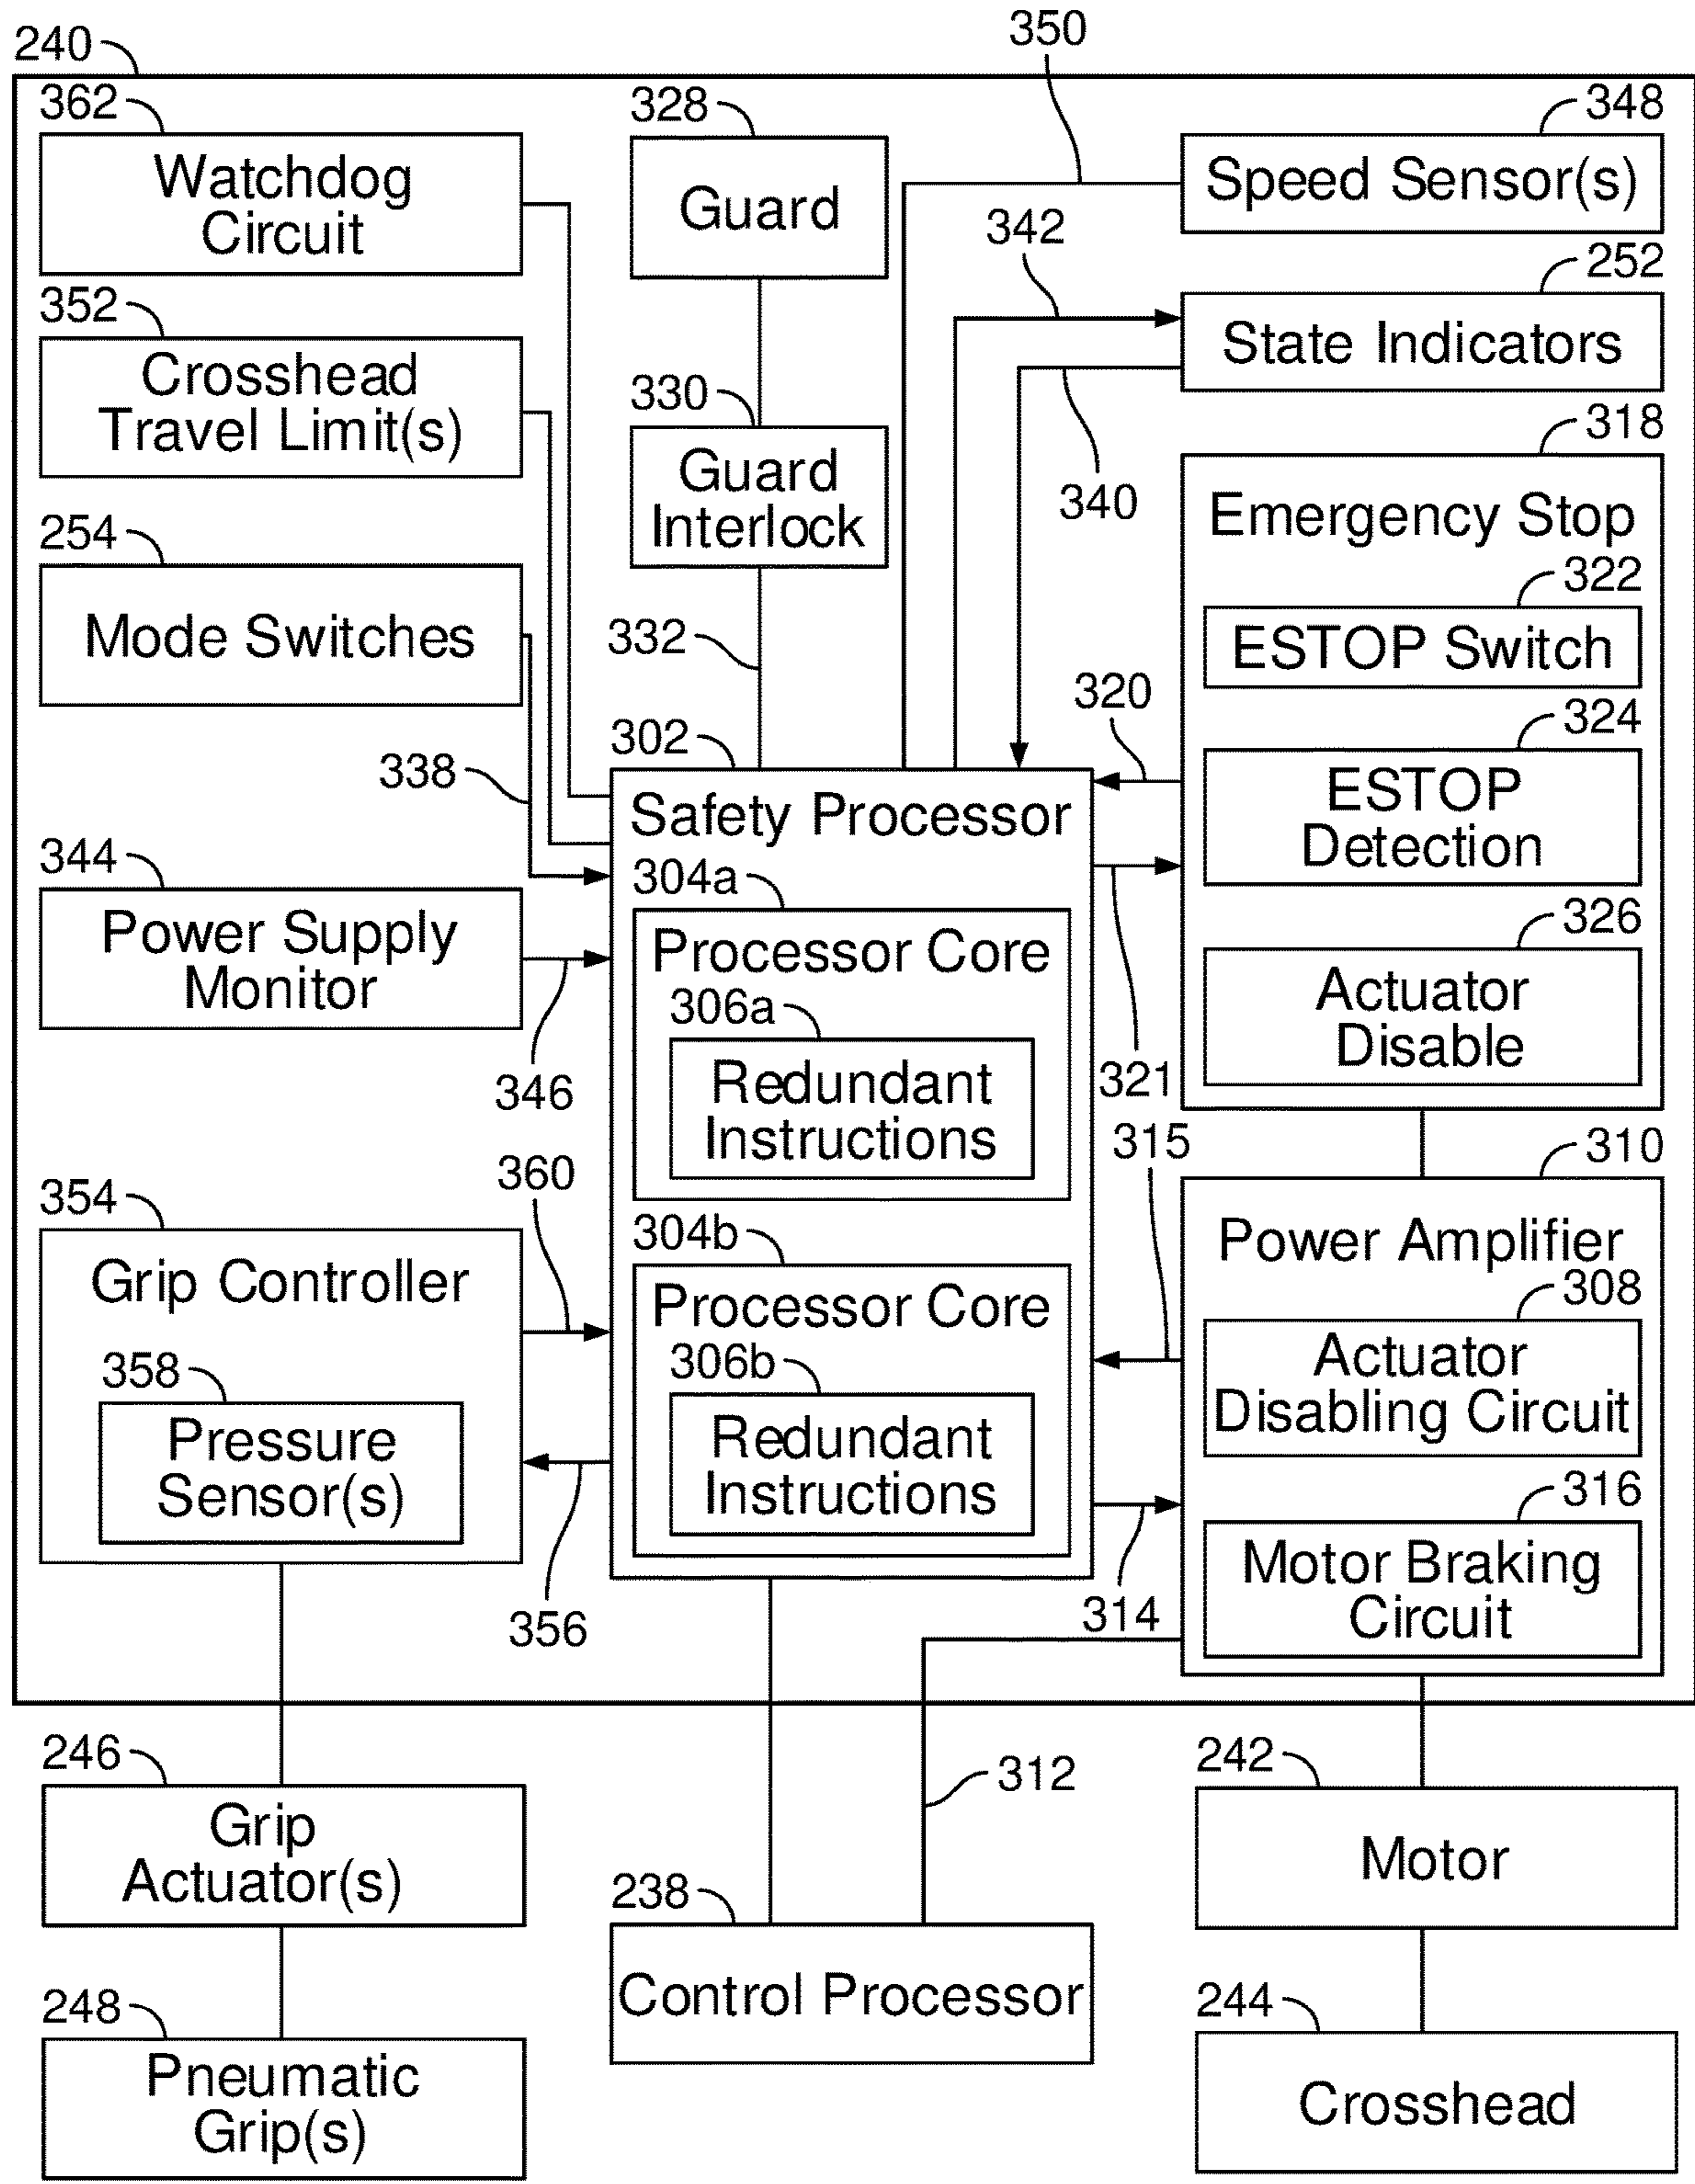 350
240
362
328
348
Watchdog
Circuit
Guard
Speed Sensor(s)
342
252
352
State Indicators
Crosshead
Travel Limit(s)
330
Guard
Interlock
340
318
Emergency Stop
254
Mode Switches
322
ESTOP Switch
332
320
324
302
338
ESTOP
Detection
Safety Processor
344
Power Supply
Monitor
304a
Processor Core
326
Actuator
Disable
306a
Redundant
Instructions
346
321
315
310
360
354
Grip Controller
304b
Power Amplifier
308
Processor Core
Actuator
Disabling Circuit
358
Pressure
Sensor(s)
306b
Redundant
Instructions
316
Motor Braking
Circuit
356
314
246
242
312
Grip
Actuator(s)
Motor
238
Control Processor
248
244
Pneumatic
Grip(s)
Crosshead